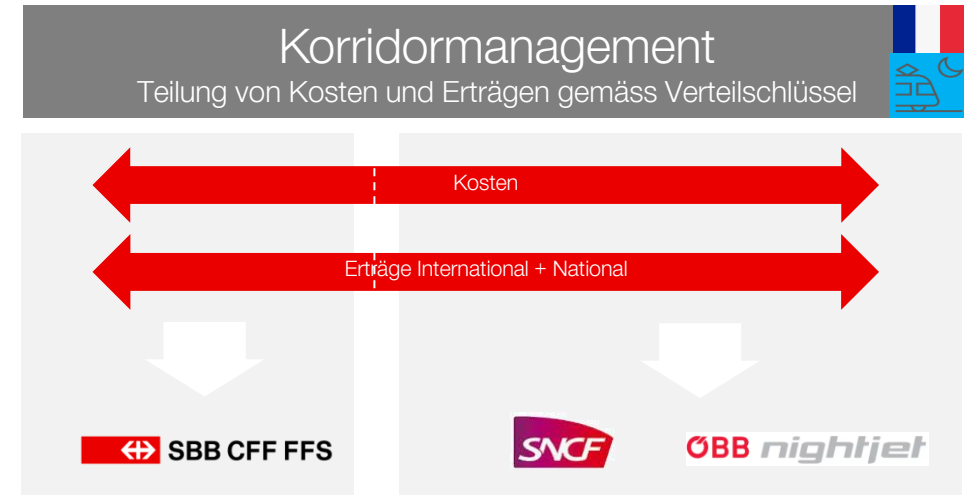 Korridormanagement
Teilung von Kosten und Erträgen gemäss Verteilschlüssel
Kosten
Erträge International + National
SBB CFF FFS
SNCF
ÖBB nightjet